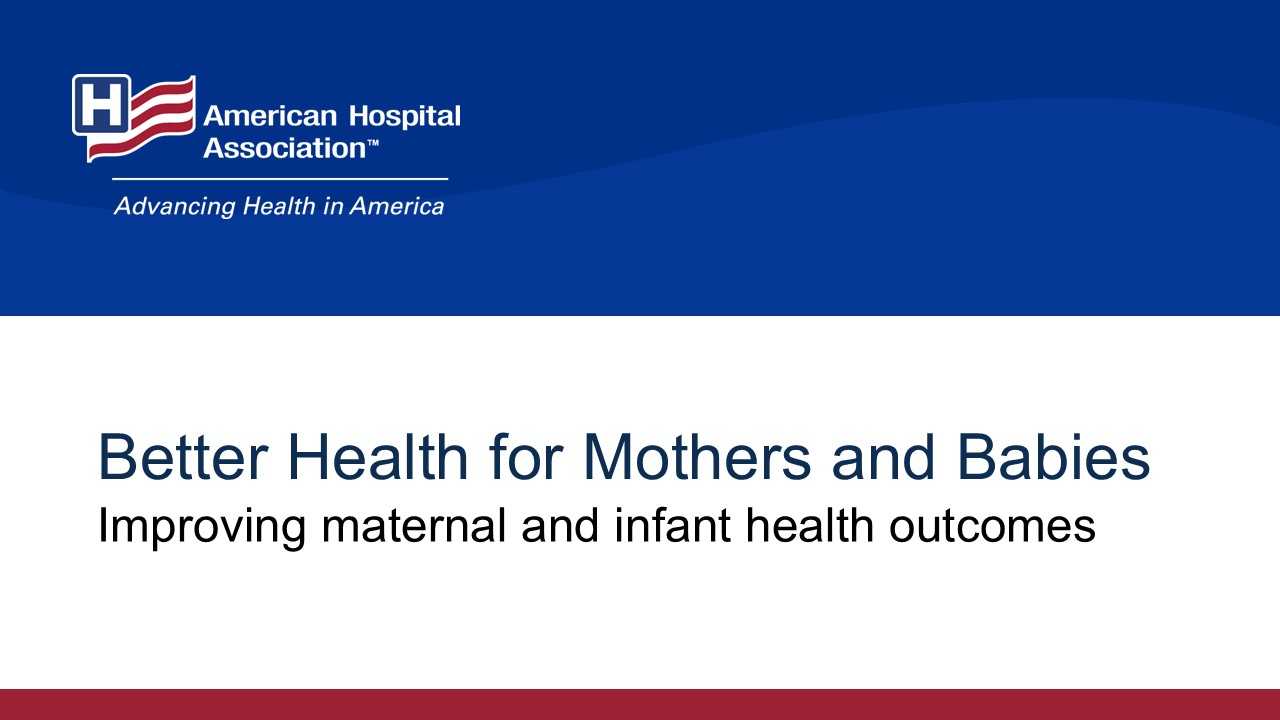 H
American Hospital
Association™
Advancing Health in America
Better Health for Mothers and Babies
Improving maternal and infant health outcomes